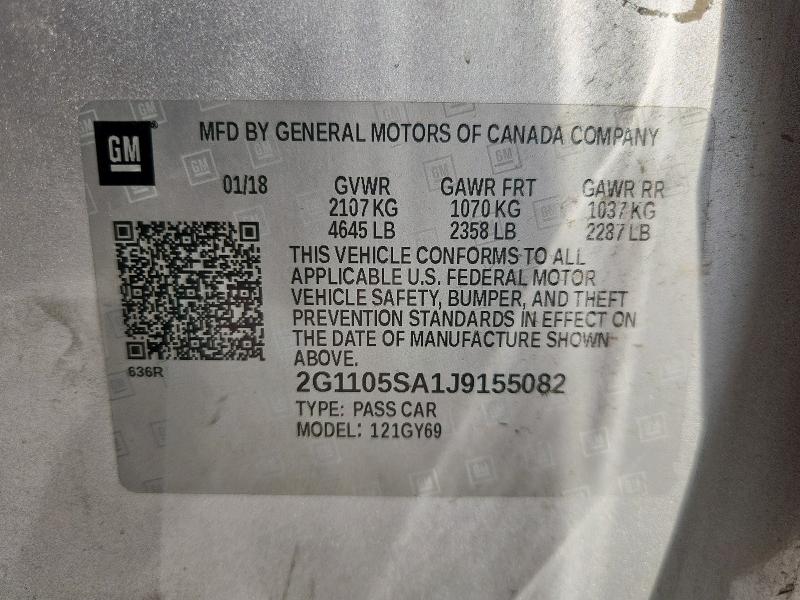 GM
MFD BY GENERAL MOTORS OF CANADA COMPANY
01/18 GVWR GAWR FRT GAWR RR
2107 KG 1070 KG 1037 KG
4645 LB 2358 LB 2287 LB
THIS VEHICLE CONFORMS TO ALL
APPLICABLE U.S. FEDERAL MOTOR
VEHICLE SAFETY, BUMPER, AND THEFT
PREVENTION STANDARDS IN EFFECT ON
THE DATE OF MANUFACTURE SHOWN
ABOVE.
636R
2G1105SA1J9155082
TYPE: PASS CAR
MODEL: 121GY69